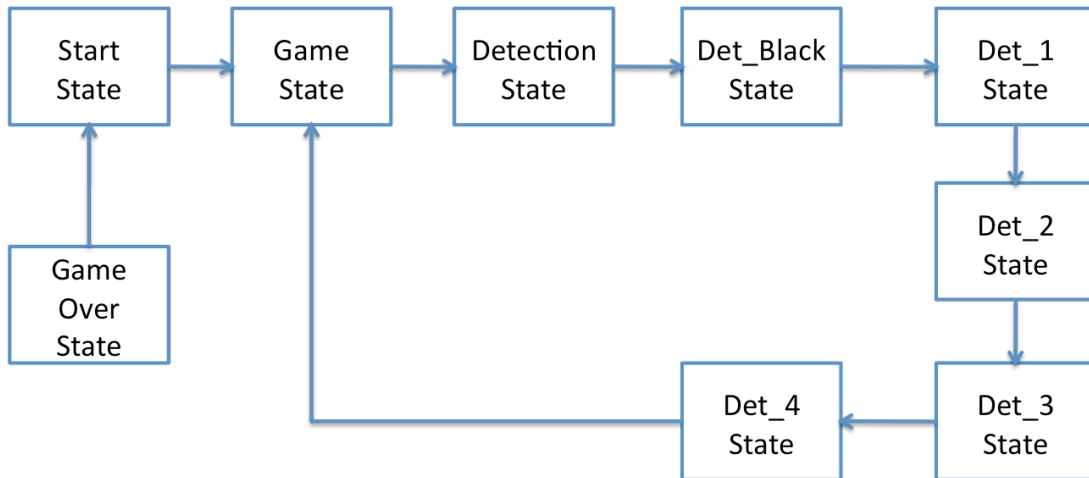 Start
State
Game
State
Detection
State
Det_Black
State
Det_1
State
Det_2
State
Game
Over
State
Det_4
State
Det_3
State